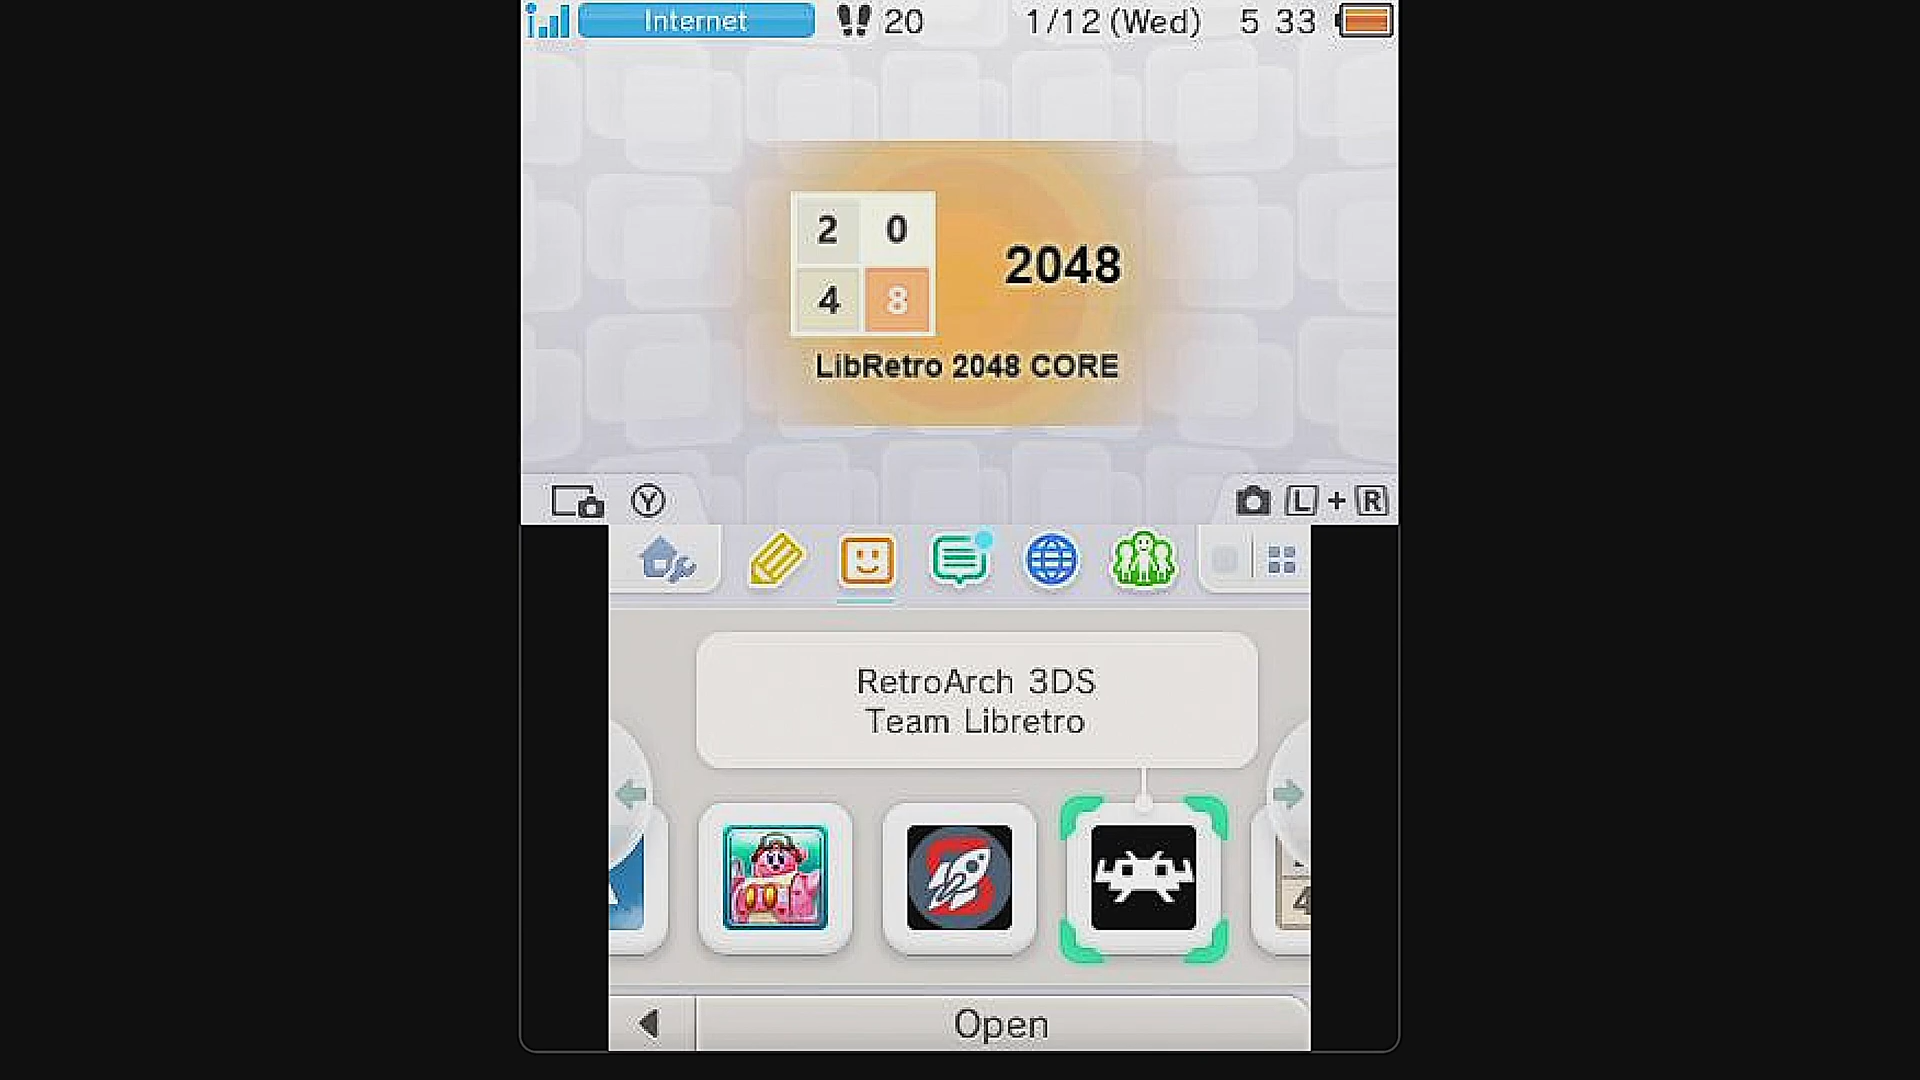 Internet 20 1/12 (Wed) 5 33
2 0
2048
4 8
LibRetro 2048 CORE
Y L + R
RetroArch 3DS
Team Libretro
4
Open